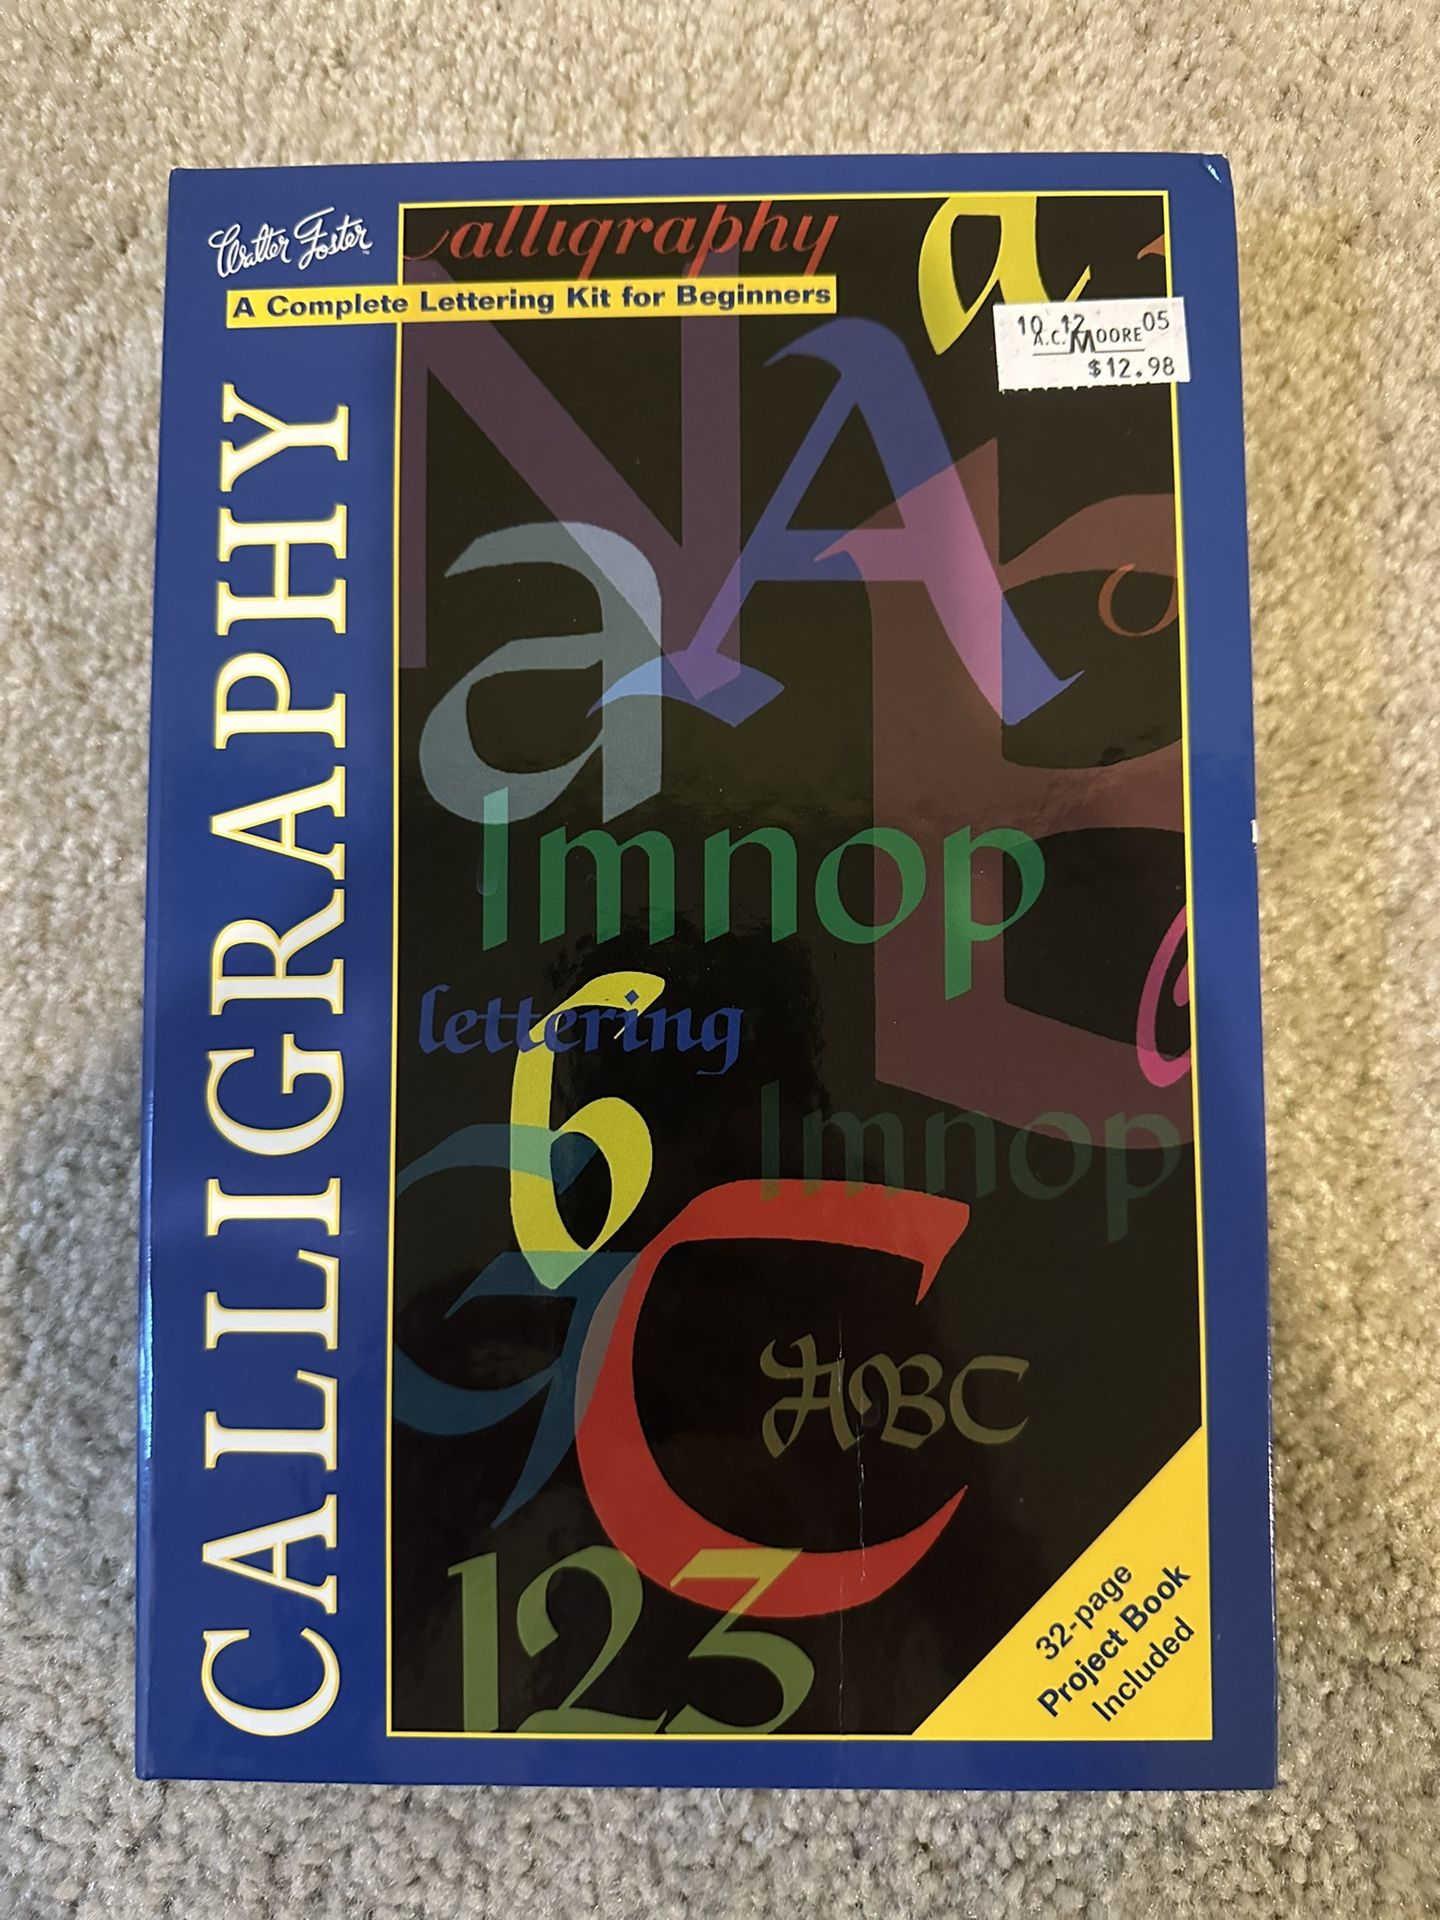 Walter Foster™
A Complete Lettering Kit for Beginners
CALLIGRAPHY
alligraphy
a
10 12 05
A.C. MOORE
$12.98
N
A
a
lmnop
lettering
6
lmnop
C
ABC
123
32-page
Project Book
Included